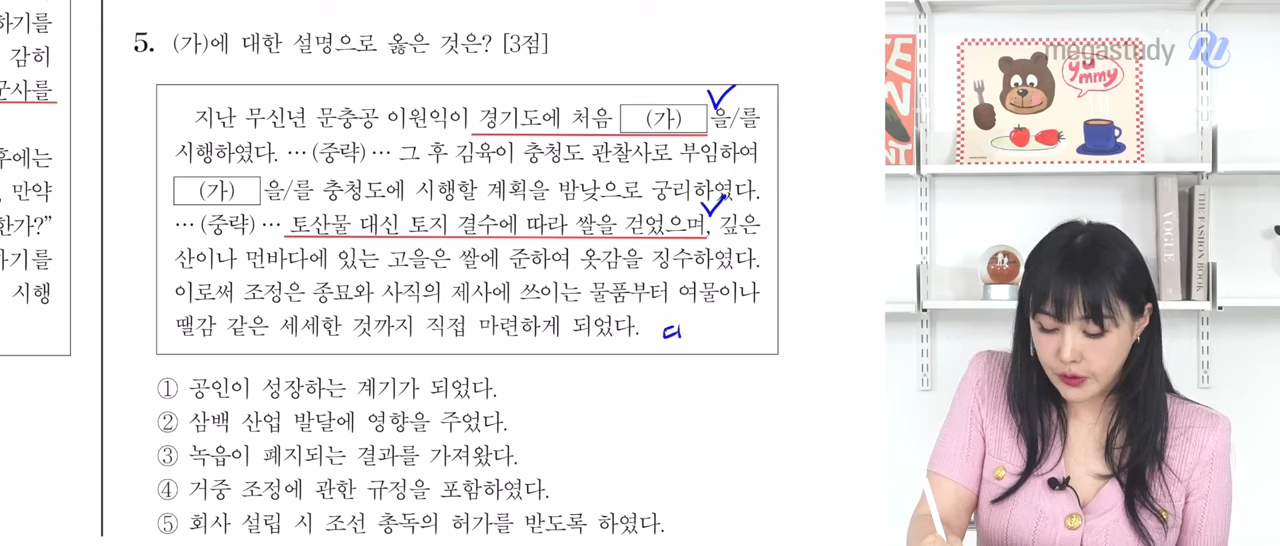 하기를
감히
군사를
후에는
만약
한가?"
하기를
시행
5. (가)에 대한 설명으로 옳은 것은? [3점]
지난 무신년 문충공 이원익이 경기도에 처음 (가) 을/를
시행하였다. … (중략) … 그 후 김육이 충청도 관찰사로 부임하여
(가) 을/를 충청도에 시행할 계획을 밤낮으로 궁리하였다.
… (중략) … 토산물 대신 토지 결수에 따라 쌀을 걷었으며, 깊은
산이나 먼바다에 있는 고을은 쌀에 준하여 옷감을 징수하였다.
이로써 조정은 종묘와 사직의 제사에 쓰이는 물품부터 여물이나
땔감 같은 세세한 것까지 직접 마련하게 되었다.
① 공인이 성장하는 계기가 되었다.
② 삼백 산업 발달에 영향을 주었다.
③ 녹읍이 폐지되는 결과를 가져왔다.
④ 거중 조정에 관한 규정을 포함하였다.
⑤ 회사 설립 시 조선 총독의 허가를 받도록 하였다.
megastudy
yummy
VOGUE
THE FASHION BOOK